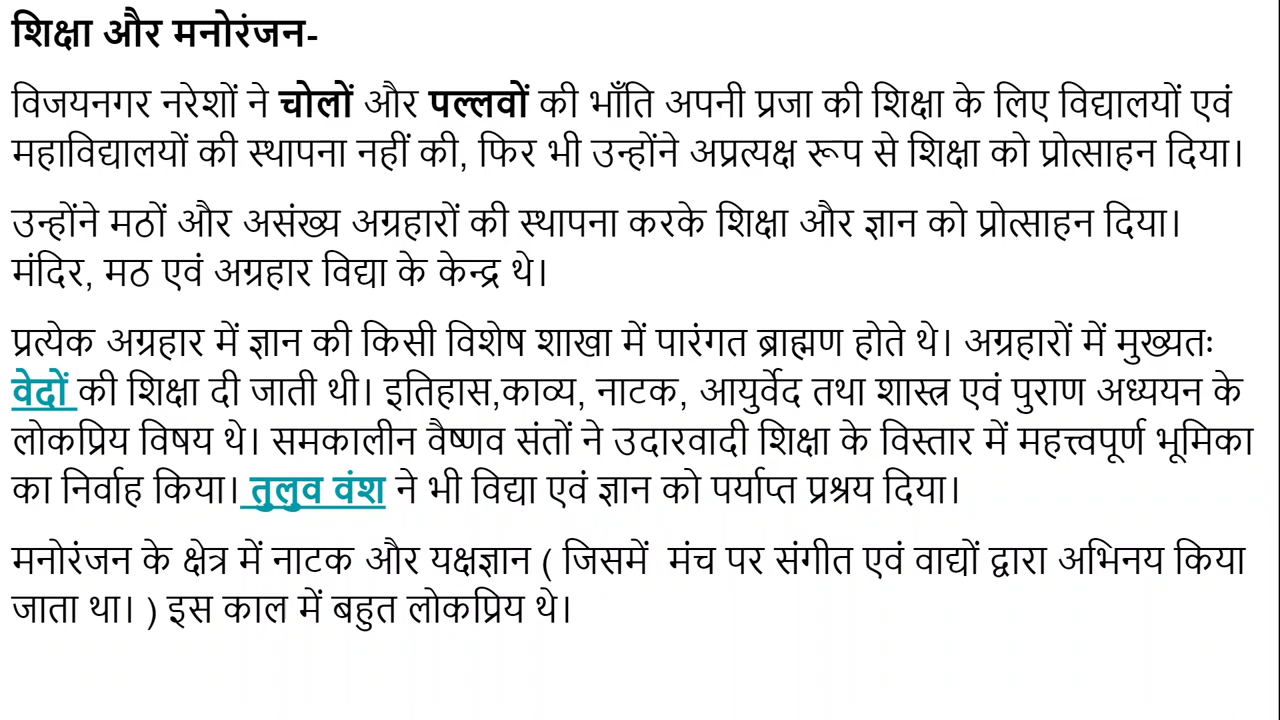 शिक्षा और मनोरंजन-
विजयनगर नरेशों ने चोलों और पल्लवों की भाँति अपनी प्रजा की शिक्षा के लिए विद्यालयों एवं
महाविद्यालयों की स्थापना नहीं की, फिर भी उन्होंने अप्रत्यक्ष रूप से शिक्षा को प्रोत्साहन दिया।
उन्होंने मठों और असंख्य अग्रहारों की स्थापना करके शिक्षा और ज्ञान को प्रोत्साहन दिया।
मंदिर, मठ एवं अग्रहार विद्या के केन्द्र थे।
प्रत्येक अग्रहार में ज्ञान की किसी विशेष शाखा में पारंगत ब्राह्मण होते थे। अग्रहारों में मुख्यतः
वेदों की शिक्षा दी जाती थी। इतिहास,काव्य, नाटक, आयुर्वेद तथा शास्त्र एवं पुराण अध्ययन के
लोकप्रिय विषय थे। समकालीन वैष्णव संतों ने उदारवादी शिक्षा के विस्तार में महत्त्वपूर्ण भूमिका
का निर्वाह किया। तुलुव वंश ने भी विद्या एवं ज्ञान को पर्याप्त प्रश्रय दिया।
मनोरंजन के क्षेत्र में नाटक और यक्षज्ञान ( जिसमें  मंच पर संगीत एवं वाद्यों द्वारा अभिनय किया
जाता था। ) इस काल में बहुत लोकप्रिय थे।